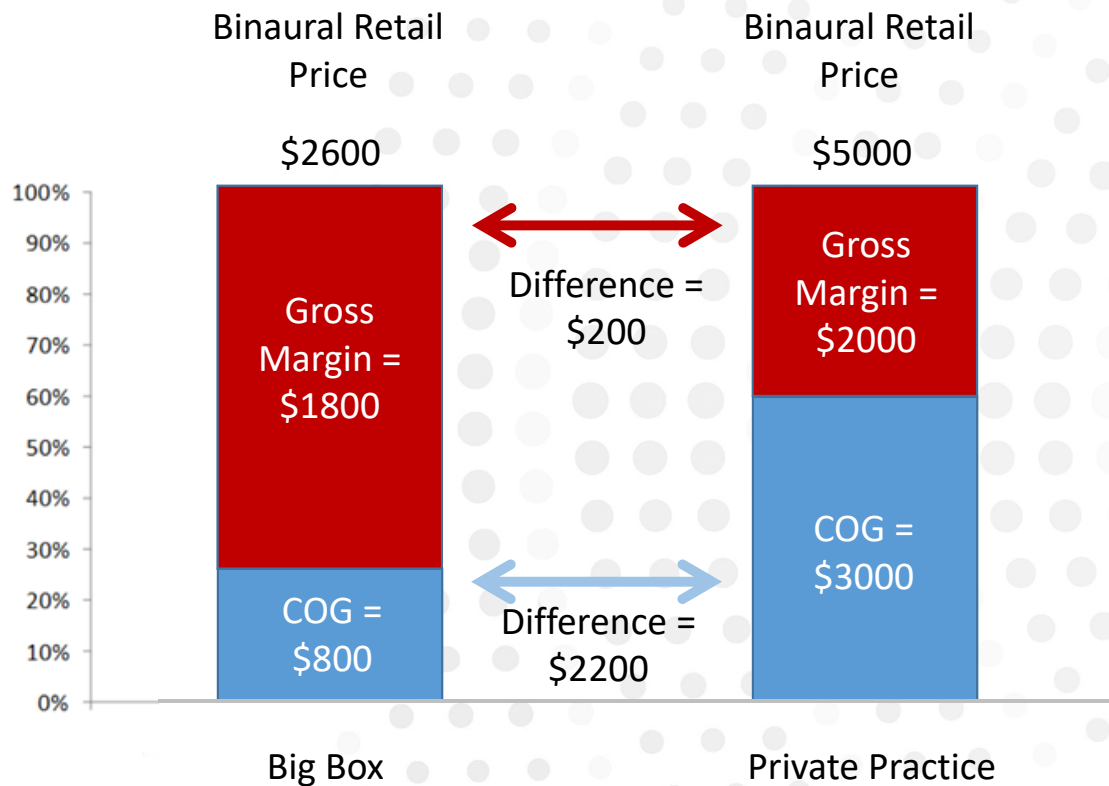 Binaural Retail
Price
$2600
Binaural Retail
Price
$5000
100%
90%
80%
70%
60%
50%
40%
30%
20%
10%
0%
Gross
Margin =
$1800
COG =
$800
Difference =
$200
Difference =
$2200
Gross
Margin =
$2000
COG =
$3000
Big Box
Private Practice